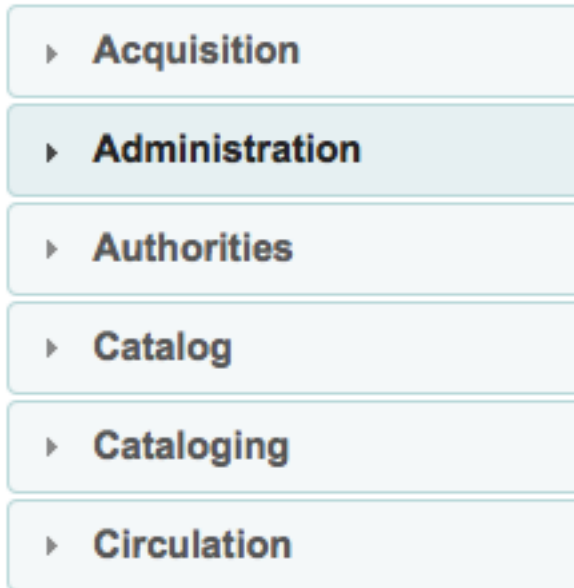 Acquisition
Administration
Authorities
Catalog
Cataloging
Circulation